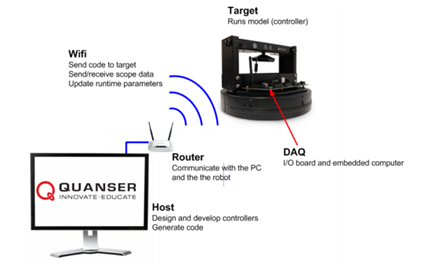 Target
Runs model (controller)
Wifi
Send code to target
Send/receive scope data
Update runtime parameters
DAQ
I/O board and embedded computer
Router
Communicate with the PC
and the the robot
QUANSER
INNOVATE·EDUCATE
Host
Design and develop controllers
Generate code